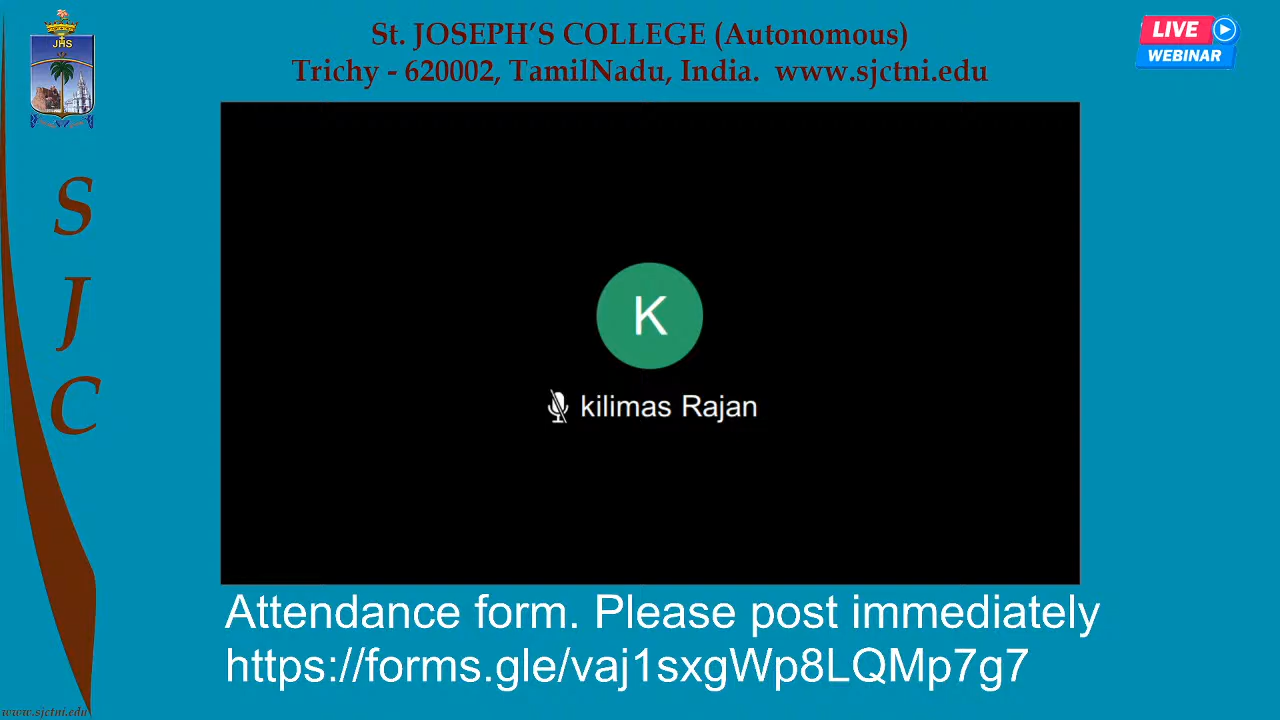 St. JOSEPH'S COLLEGE (Autonomous)
Trichy - 620002, TamilNadu, India. www.sjctni.edu
LIVE
WEBINAR
JHS
S
J
C
K
kilimas Rajan
Attendance form. Please post immediately
https://forms.gle/vaj1sxgWp8LQMp7g7
www.sjctni.edu